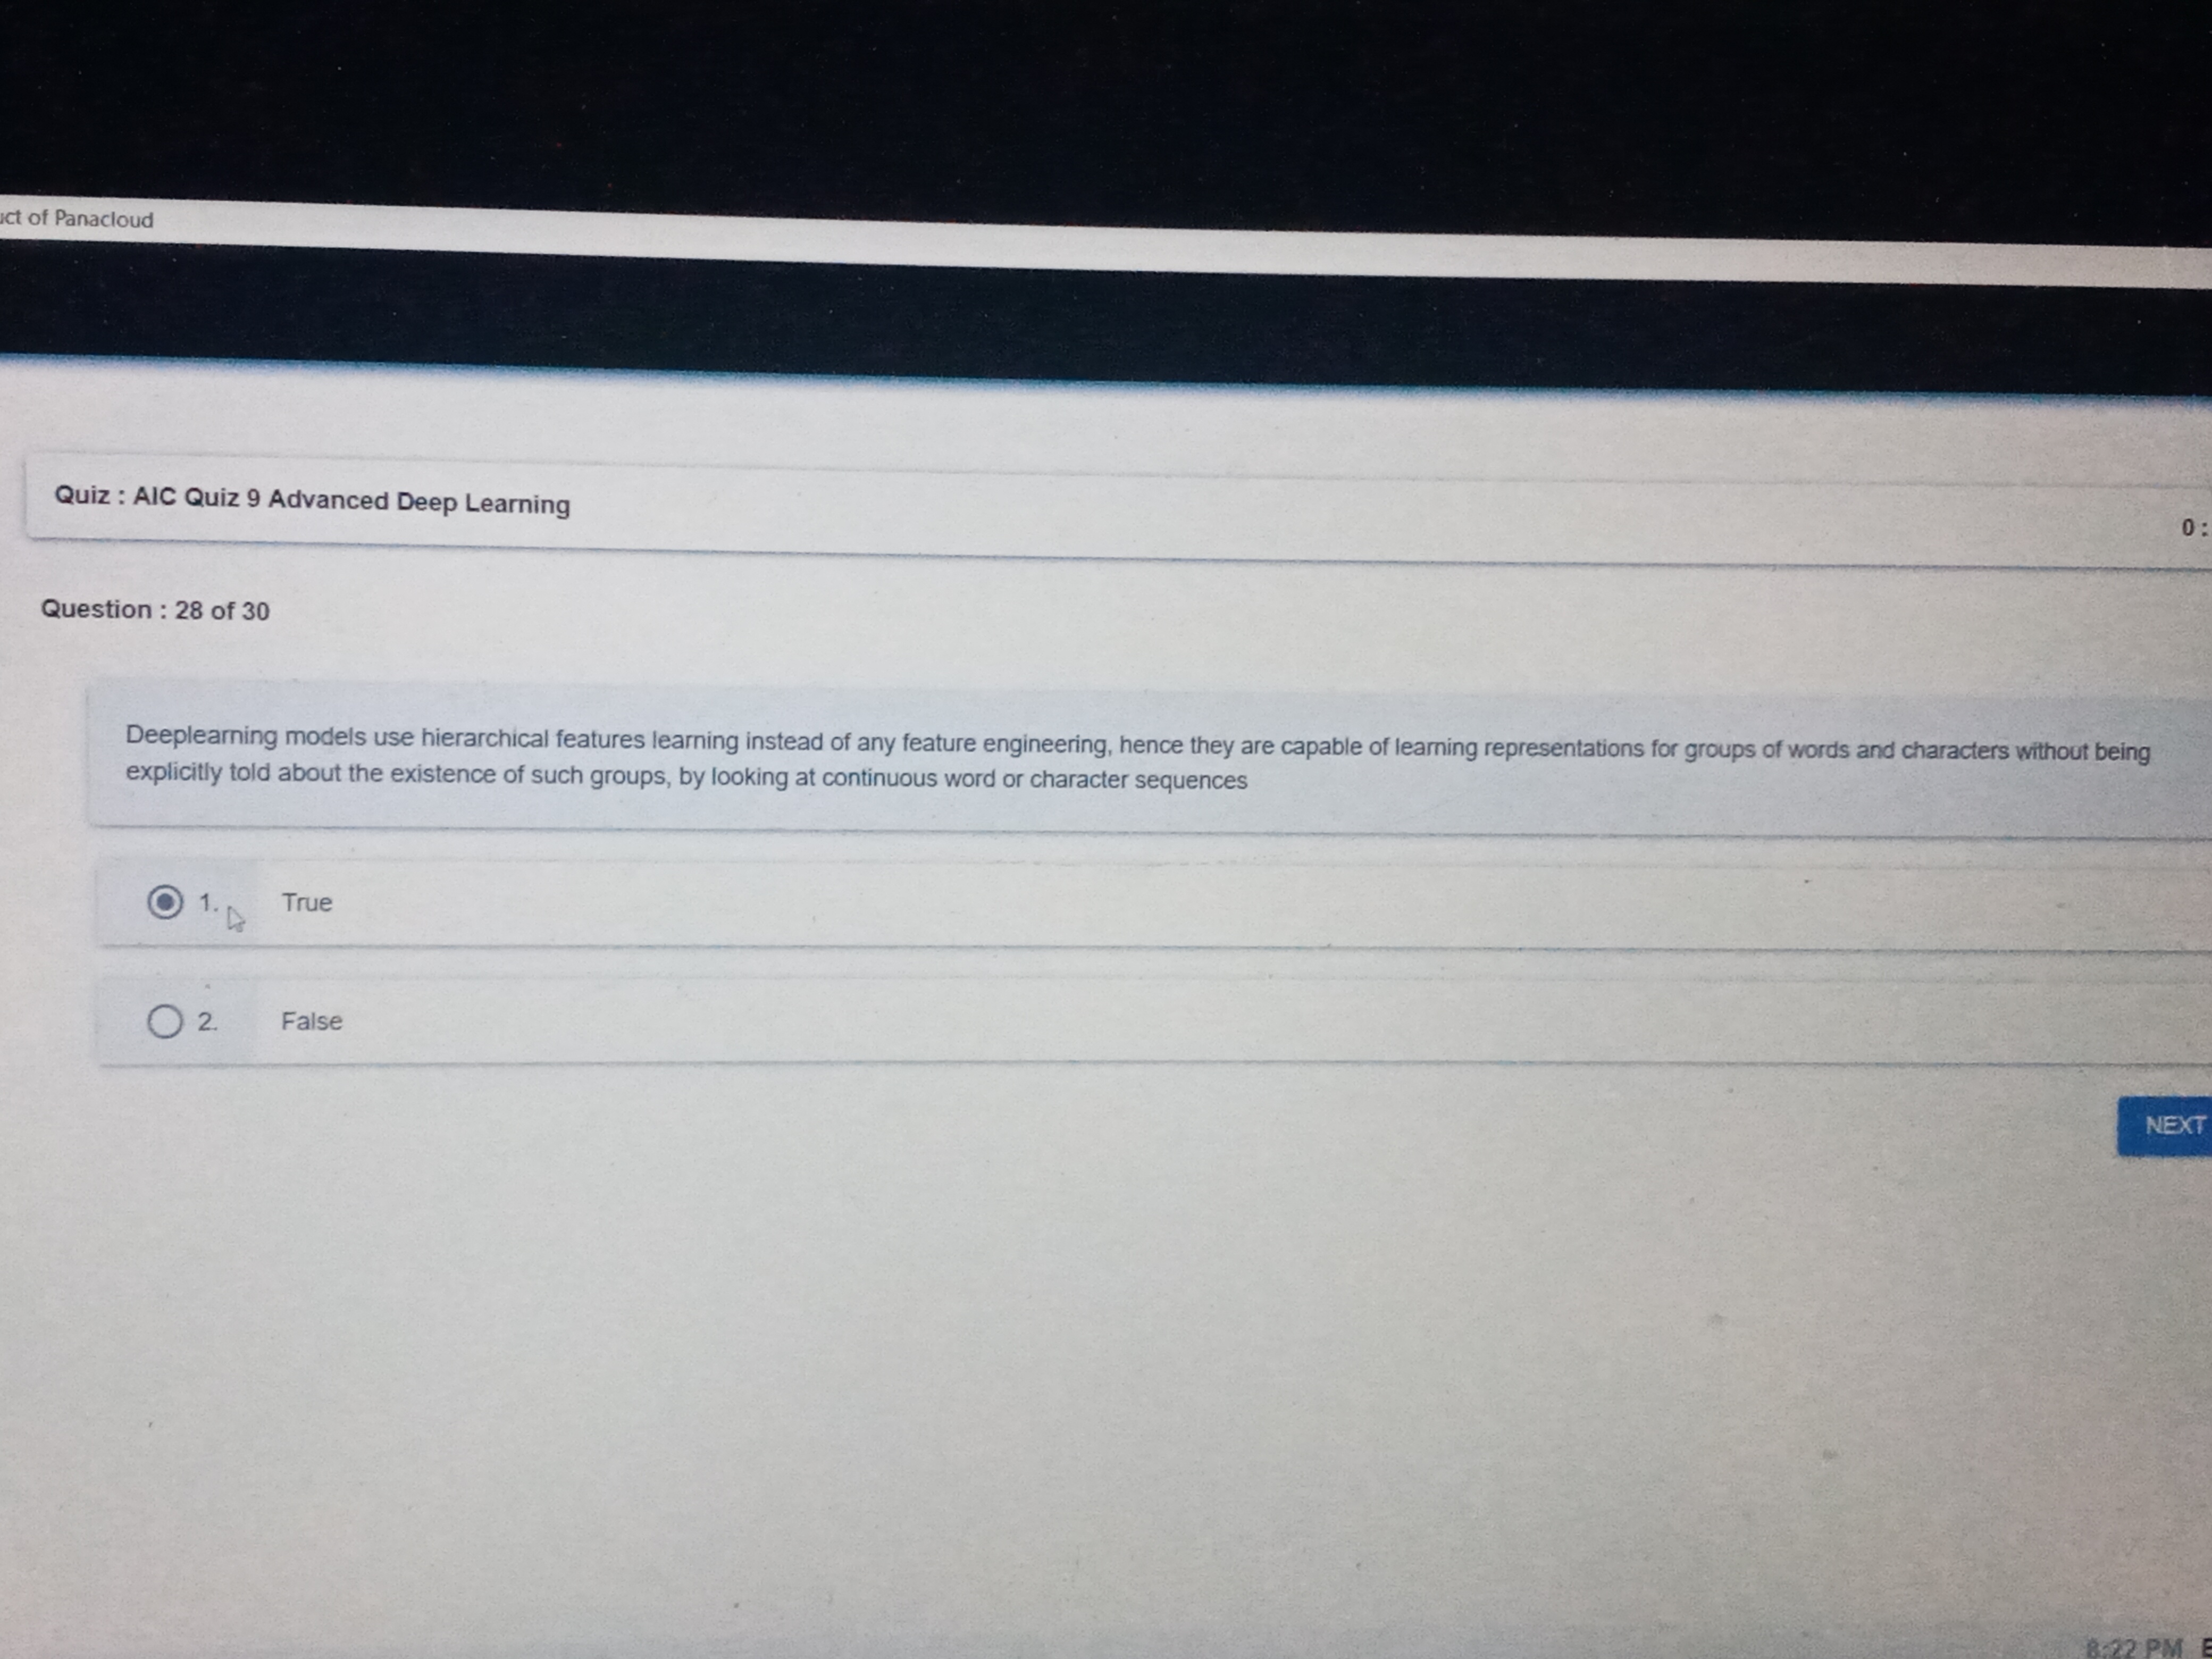 of Panacloud
Quiz : AIC Quiz 9 Advanced Deep Learning
0 :
Question : 28 of 30
Deeplearning models use hierarchical features learning instead of any feature engineering, hence they are capable of learning representations for groups of words and characters without being
explicitly told about the existence of such groups, by looking at continuous word or character sequences
1. True
2. False
NEXT
8:22 PM